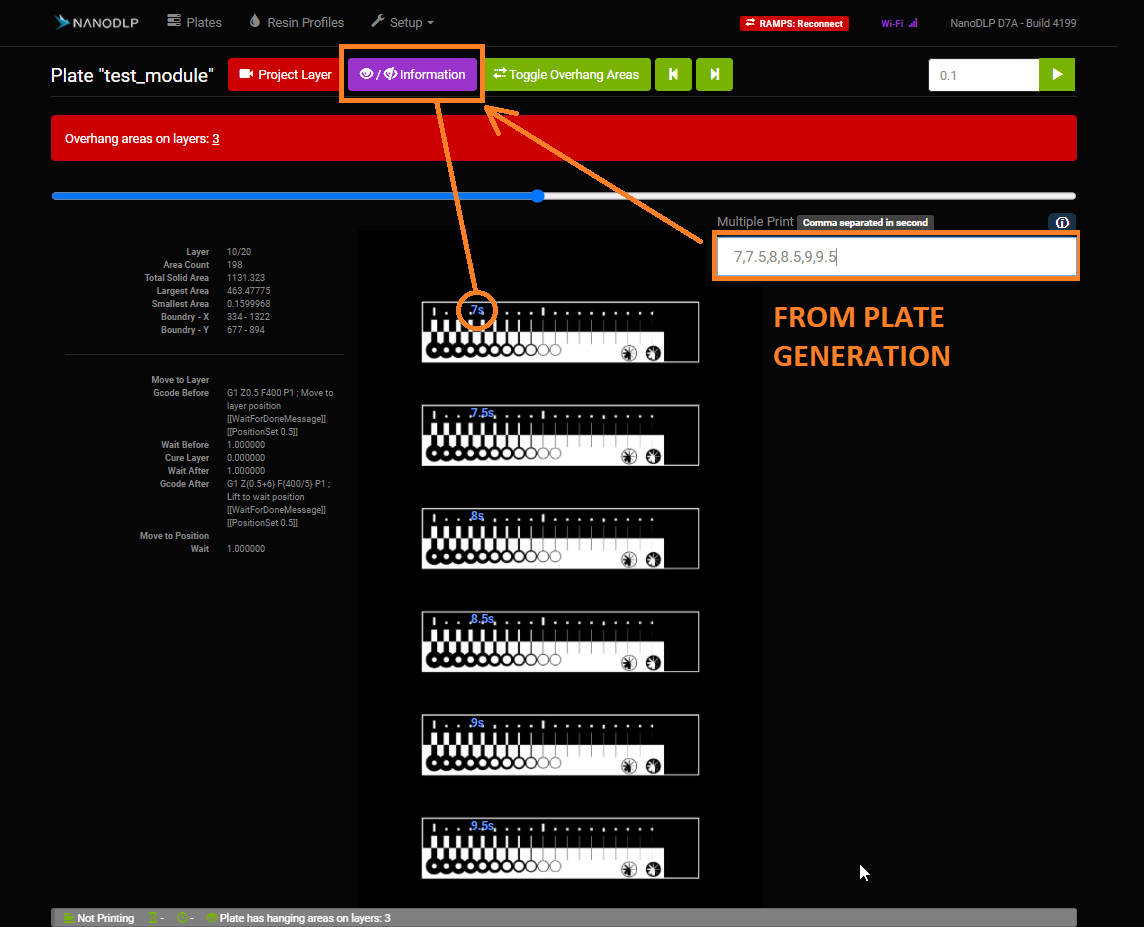 NANODLP
Plates
Resin Profiles
Setup
RAMPS: Reconnect
Wi-Fi
NanoDLP D7A - Build 4199
Plate "test_module"
Project Layer
/ Information
Toggle Overhang Areas
0.1
Overhang areas on layers: 3
Multiple Print Comma separated in second
7,7.5,8,8.5,9,9.5
FROM PLATE
GENERATION
Layer 10/20
Area Count 198
Total Solid Area 1131.323
Largest Area 463.47775
Smallest Area 0.1599968
Boundry - X 334 - 1322
Boundry - Y 677 - 894
Move to Layer
Gcode Before G1 Z0.5 F400 P1 ; Move to
layer position
[[WaitForDoneMessage]]
[[PositionSet 0.5]]
Wait Before 1.000000
Cure Layer 0.000000
Wait After 1.000000
Gcode After G1 Z{0.5+6} F{400/5} P1 ;
Lift to wait position
[[WaitForDoneMessage]]
[[PositionSet 0.5]]
Move to Position
Wait 1.000000
7s
7.5s
8s
8.5s
9s
9.5s
Not Printing - - Plate has hanging areas on layers: 3